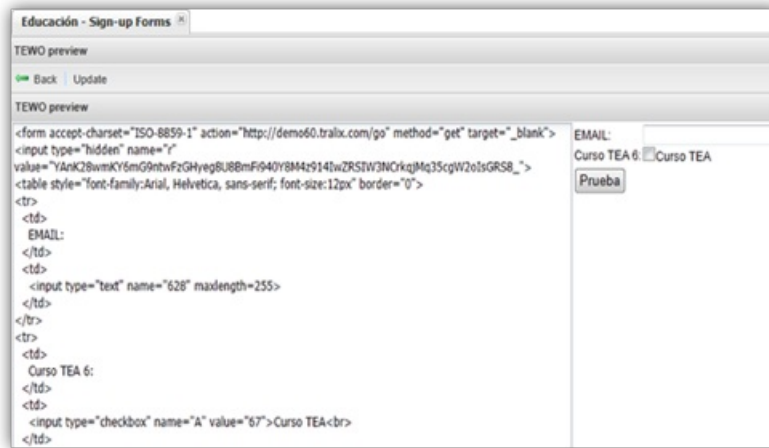 Educación - Sign-up Forms
TEWO preview
Back Update
TEWO preview
<form accept-charset="ISO-8859-1" action="http://demo60.tralix.com/go" method="get" target="_blank">
<input type="hidden" name="r"
<table style="font-family:Arial, Helvetica, sans-serif; font-size:12px" border="0">
<tr>
<td>
EMAIL:
</td>
<td>
<input type="text" name="628" maxlength=255>
</td>
</tr>
<tr>
<td>
Curso TEA 6:
</td>
<td>
<input type="checkbox" name="A" value="67">Curso TEA<br>
</td>
EMAIL:
Curso TEA 6: Curso TEA
Prueba